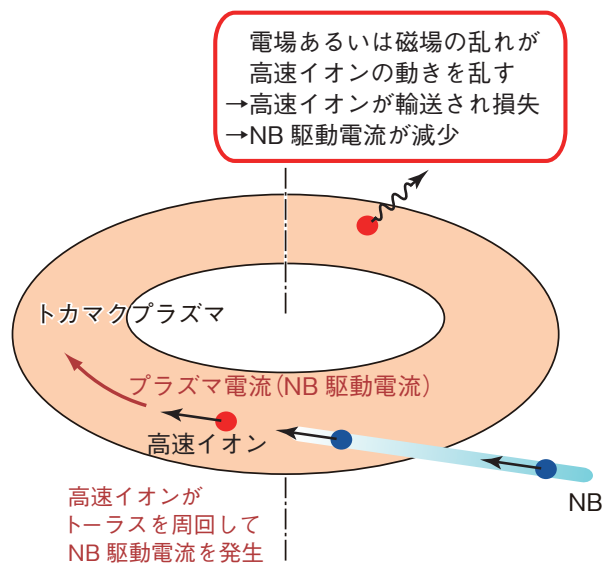 電場あるいは磁場の乱れが
高速イオンの動きを乱す
→高速イオンが輸送され損失
→NB 駆動電流が減少
トカマクプラズマ
プラズマ電流(NB 駆動電流)
高速イオン
NB
高速イオンが
トーラスを周回して
NB 駆動電流を発生